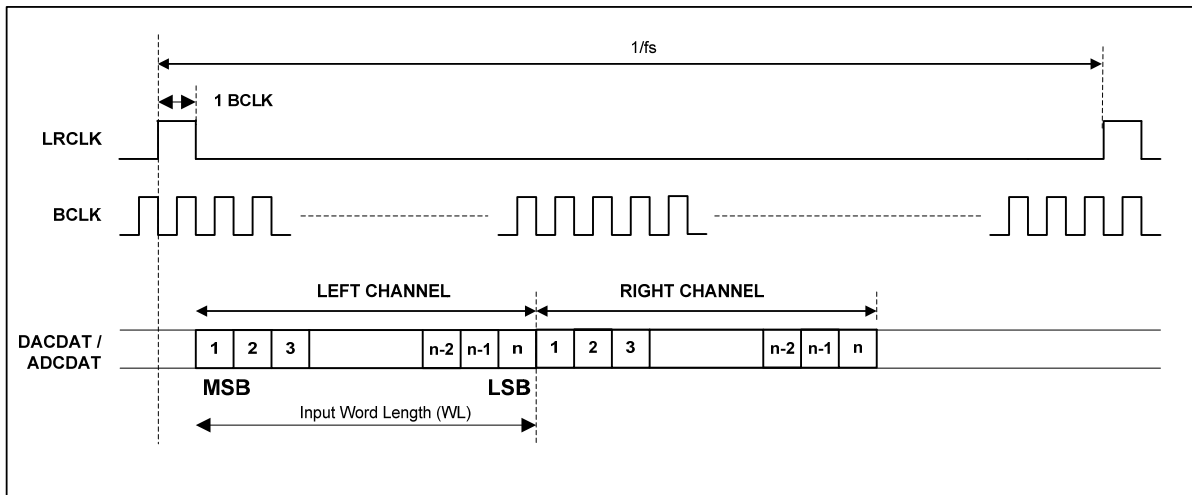 1/fs
1 BCLK
LRCLK
BCLK
LEFT CHANNEL RIGHT CHANNEL
DACDAT /
ADCDAT
1 2 3 n-2 n-1 n 1 2 3 n-2 n-1 n
MSB LSB
Input Word Length (WL)